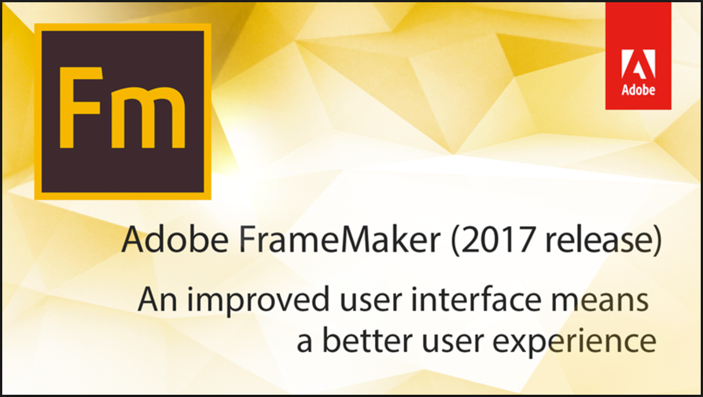 Fm
Adobe
Adobe FrameMaker (2017 release)
An improved user interface means
a better user experience